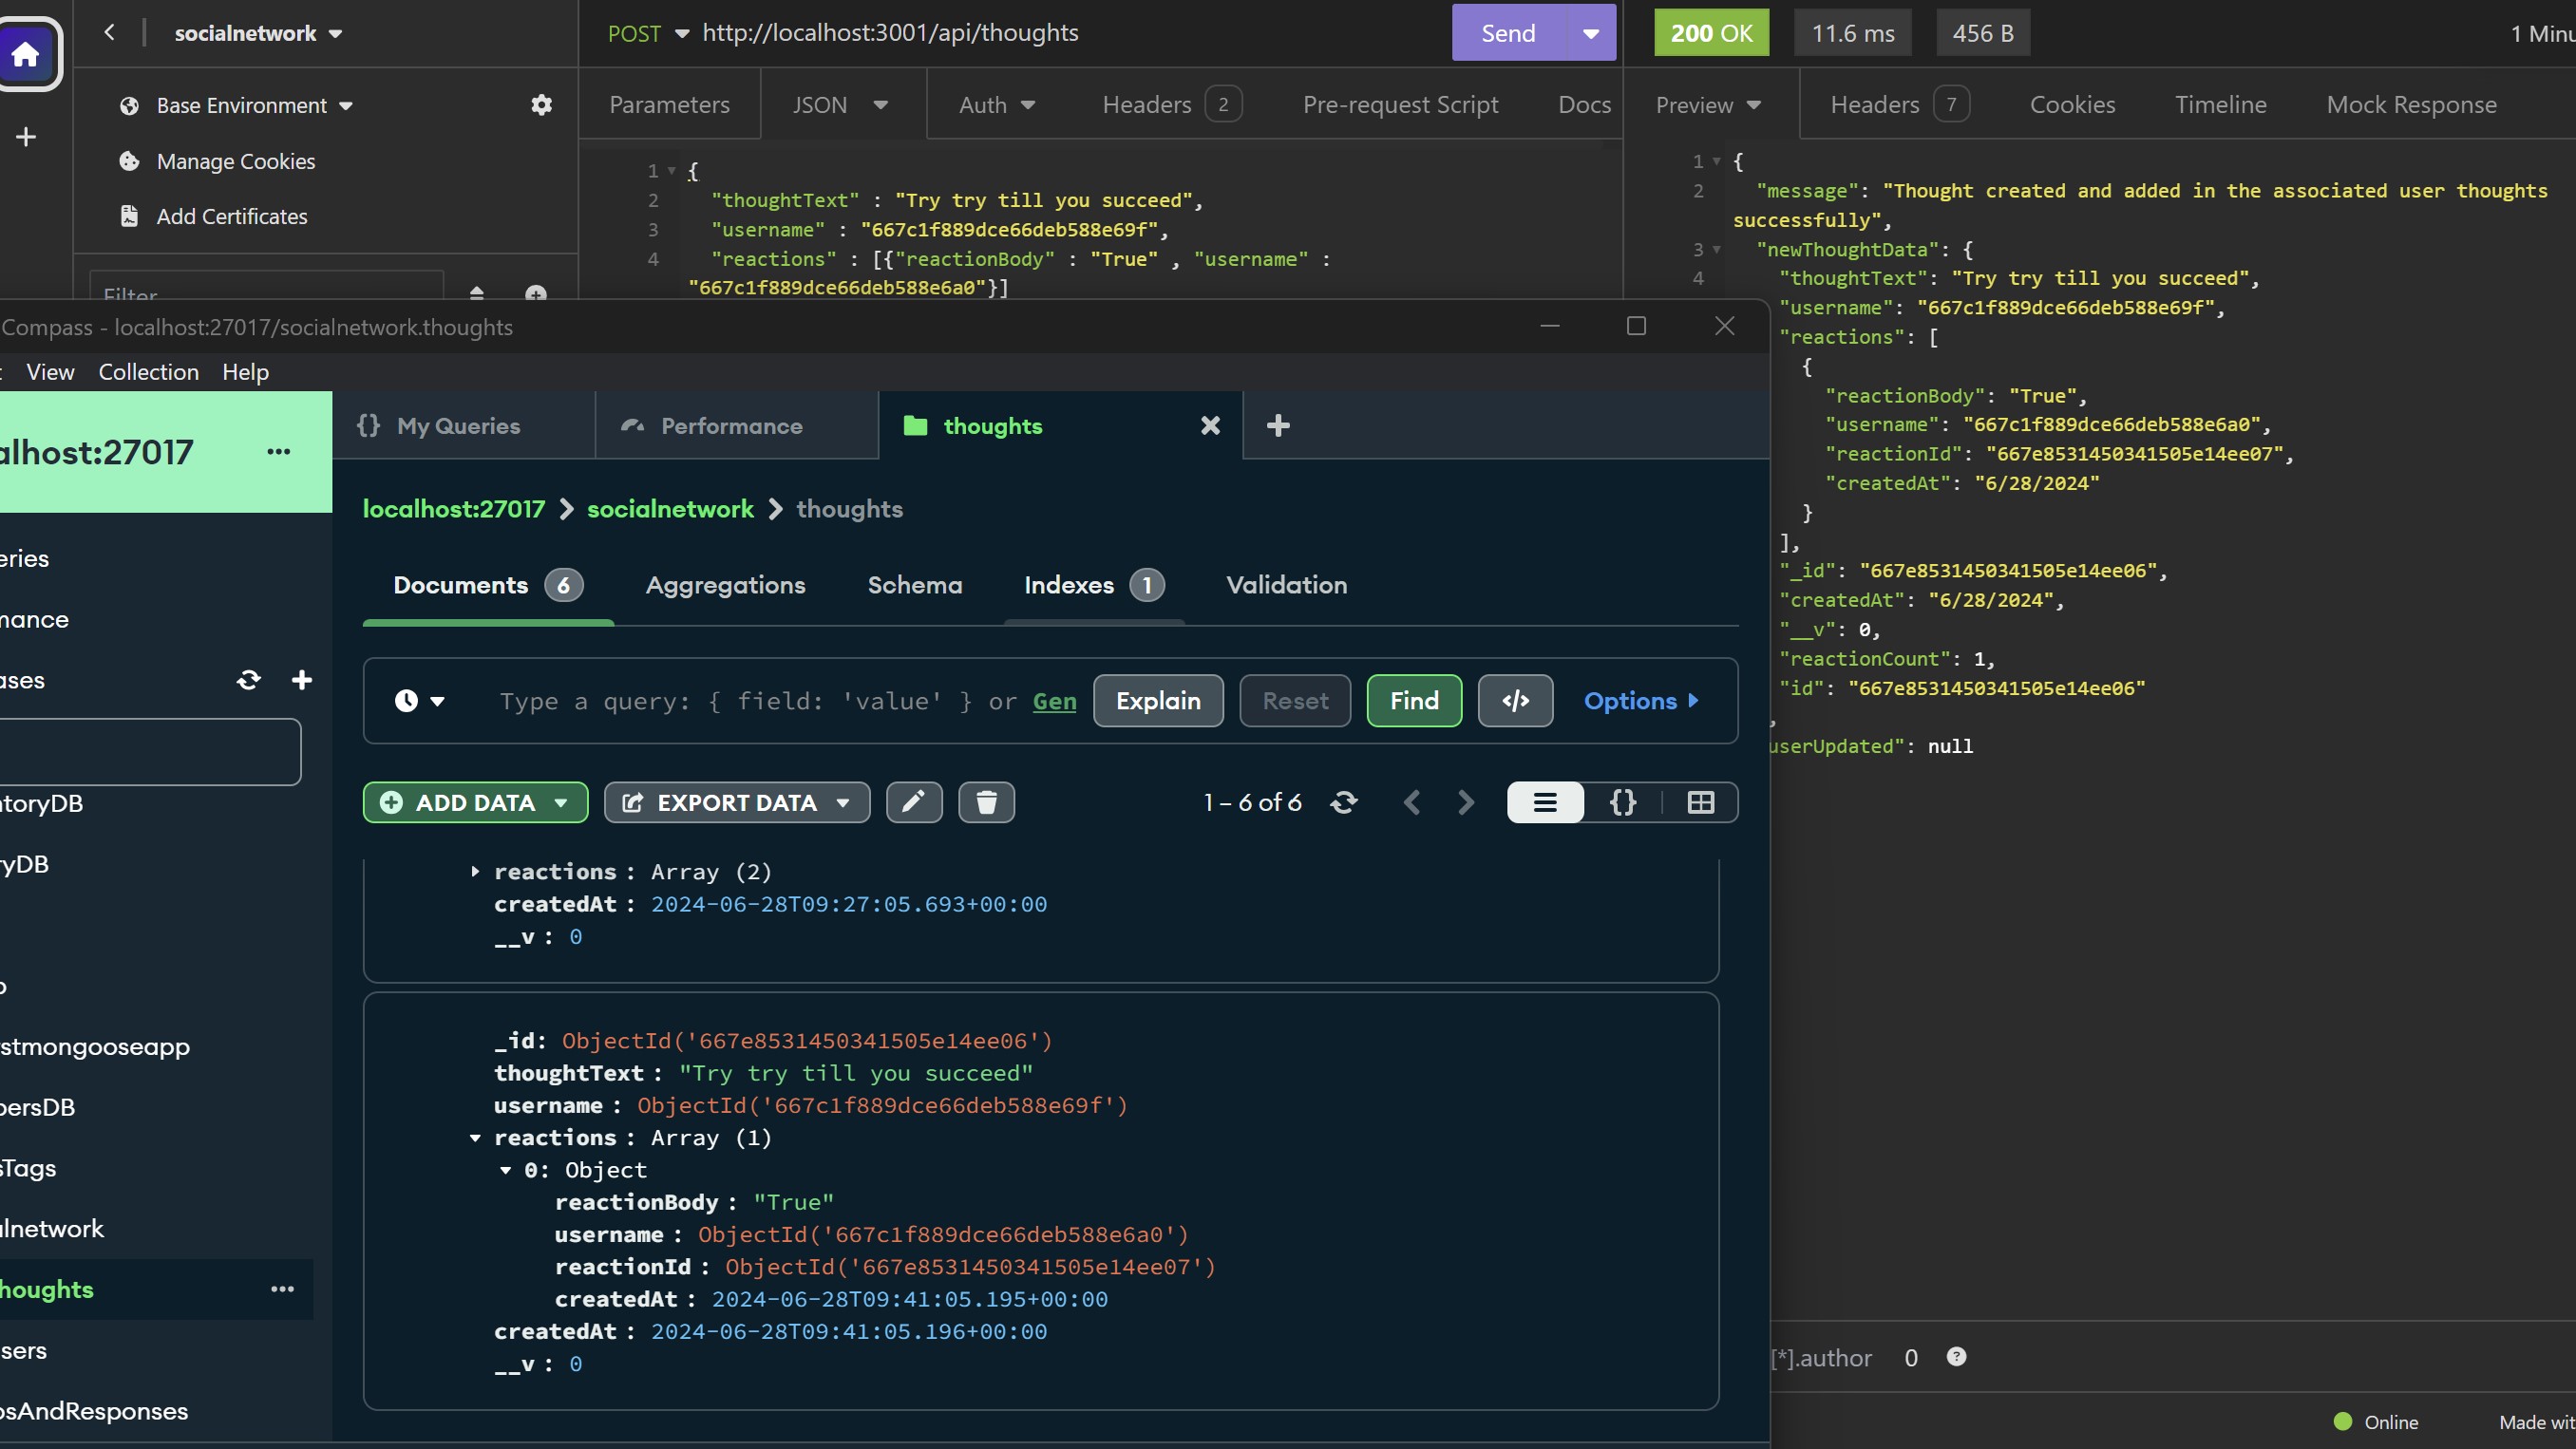 socialnetwork
POST http://localhost:3001/api/thoughts
Send
200 OK
11.6 ms
456 B
1
Base Environment
Manage Cookies
Add Certificates
Filter
Parameters
JSON
Auth
Headers 2
Pre-request Script
Docs
Preview
Headers 7
Cookies
Timeline
Mock Response
1 {
2 "thoughtText" : "Try try till you succeed",
3 "username" : "667c1f889dce66deb588e69f",
4 "reactions" : [{"reactionBody" : "True" , "username" :
"667c1f889dce66deb588e6a0"}]
1 {
2 "message": "Thought created and added in the associated user thoughts
successfully",
3 "newThoughtData": {
4 "thoughtText": "Try try till you succeed",
"username": "667c1f889dce66deb588e69f",
"reactions": [
{
"reactionBody": "True",
"username": "667c1f889dce66deb588e6a0",
"reactionId": "667e8531450341505e14ee07",
"createdAt": "6/28/2024"
}
],
"_id": "667e8531450341505e14ee06",
"createdAt": "6/28/2024",
"__v": 0,
"reactionCount": 1,
"id": "667e8531450341505e14ee06"
,
userUpdated": null
[*].author 0 ?
Online
Made wit
Compass - localhost:27017/socialnetwork.thoughts
View Collection Help
alhost:27017 ...
eries
mance
ases
toryDB
yDB
stmongooseapp
bersDB
sTags
lnetwork
houghts ...
sers
osAndResponses
{} My Queries
Performance
thoughts
localhost:27017 > socialnetwork > thoughts
Documents 6
Aggregations
Schema
Indexes 1
Validation
Type a query: { field: 'value' } or Gen
Explain
Reset
Find
</>
Options
ADD DATA
EXPORT DATA
1 – 6 of 6
{}
reactions : Array (2)
createdAt : 2024-06-28T09:27:05.693+00:00
__v : 0
_id: ObjectId('667e8531450341505e14ee06')
thoughtText : "Try try till you succeed"
username : ObjectId('667c1f889dce66deb588e69f')
reactions : Array (1)
0: Object
reactionBody : "True"
username : ObjectId('667c1f889dce66deb588e6a0')
reactionId : ObjectId('667e8531450341505e14ee07')
createdAt : 2024-06-28T09:41:05.195+00:00
createdAt : 2024-06-28T09:41:05.196+00:00
__v : 0